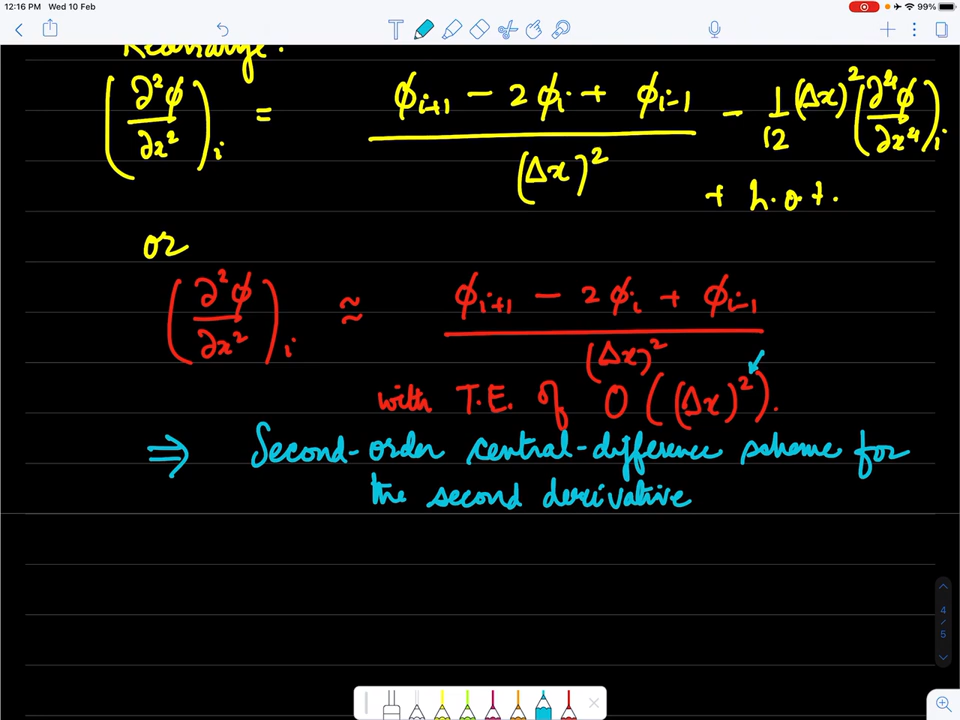 12:16 PM Wed 10 Feb 99%
Rearrange:
(∂²φ/∂x²)ᵢ = (φᵢ₊₁ − 2φᵢ + φᵢ₋₁)/(Δx)² − 1/12 (Δx)² (∂⁴φ/∂x⁴)ᵢ
+ h.o.t.
or
(∂²φ/∂x²)ᵢ ≈ (φᵢ₊₁ − 2φᵢ + φᵢ₋₁)/(Δx)²
with T.E. of O((Δx)²).
⇒ Second-order central-difference scheme for
the second derivative
4
/
5